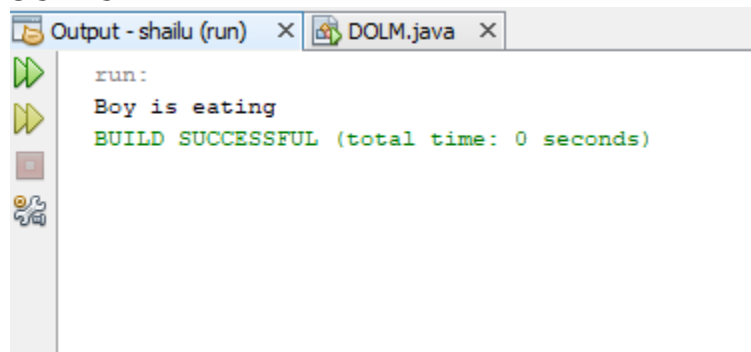 Output - shailu (run)
DOLM.java
run:
Boy is eating
BUILD SUCCESSFUL (total time: 0 seconds)